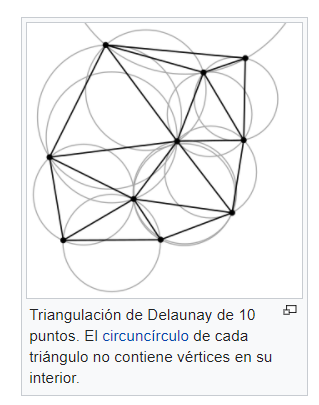 Triangulación de Delaunay de 10
puntos. El circuncírculo de cada
triángulo no contiene vértices en su
interior.